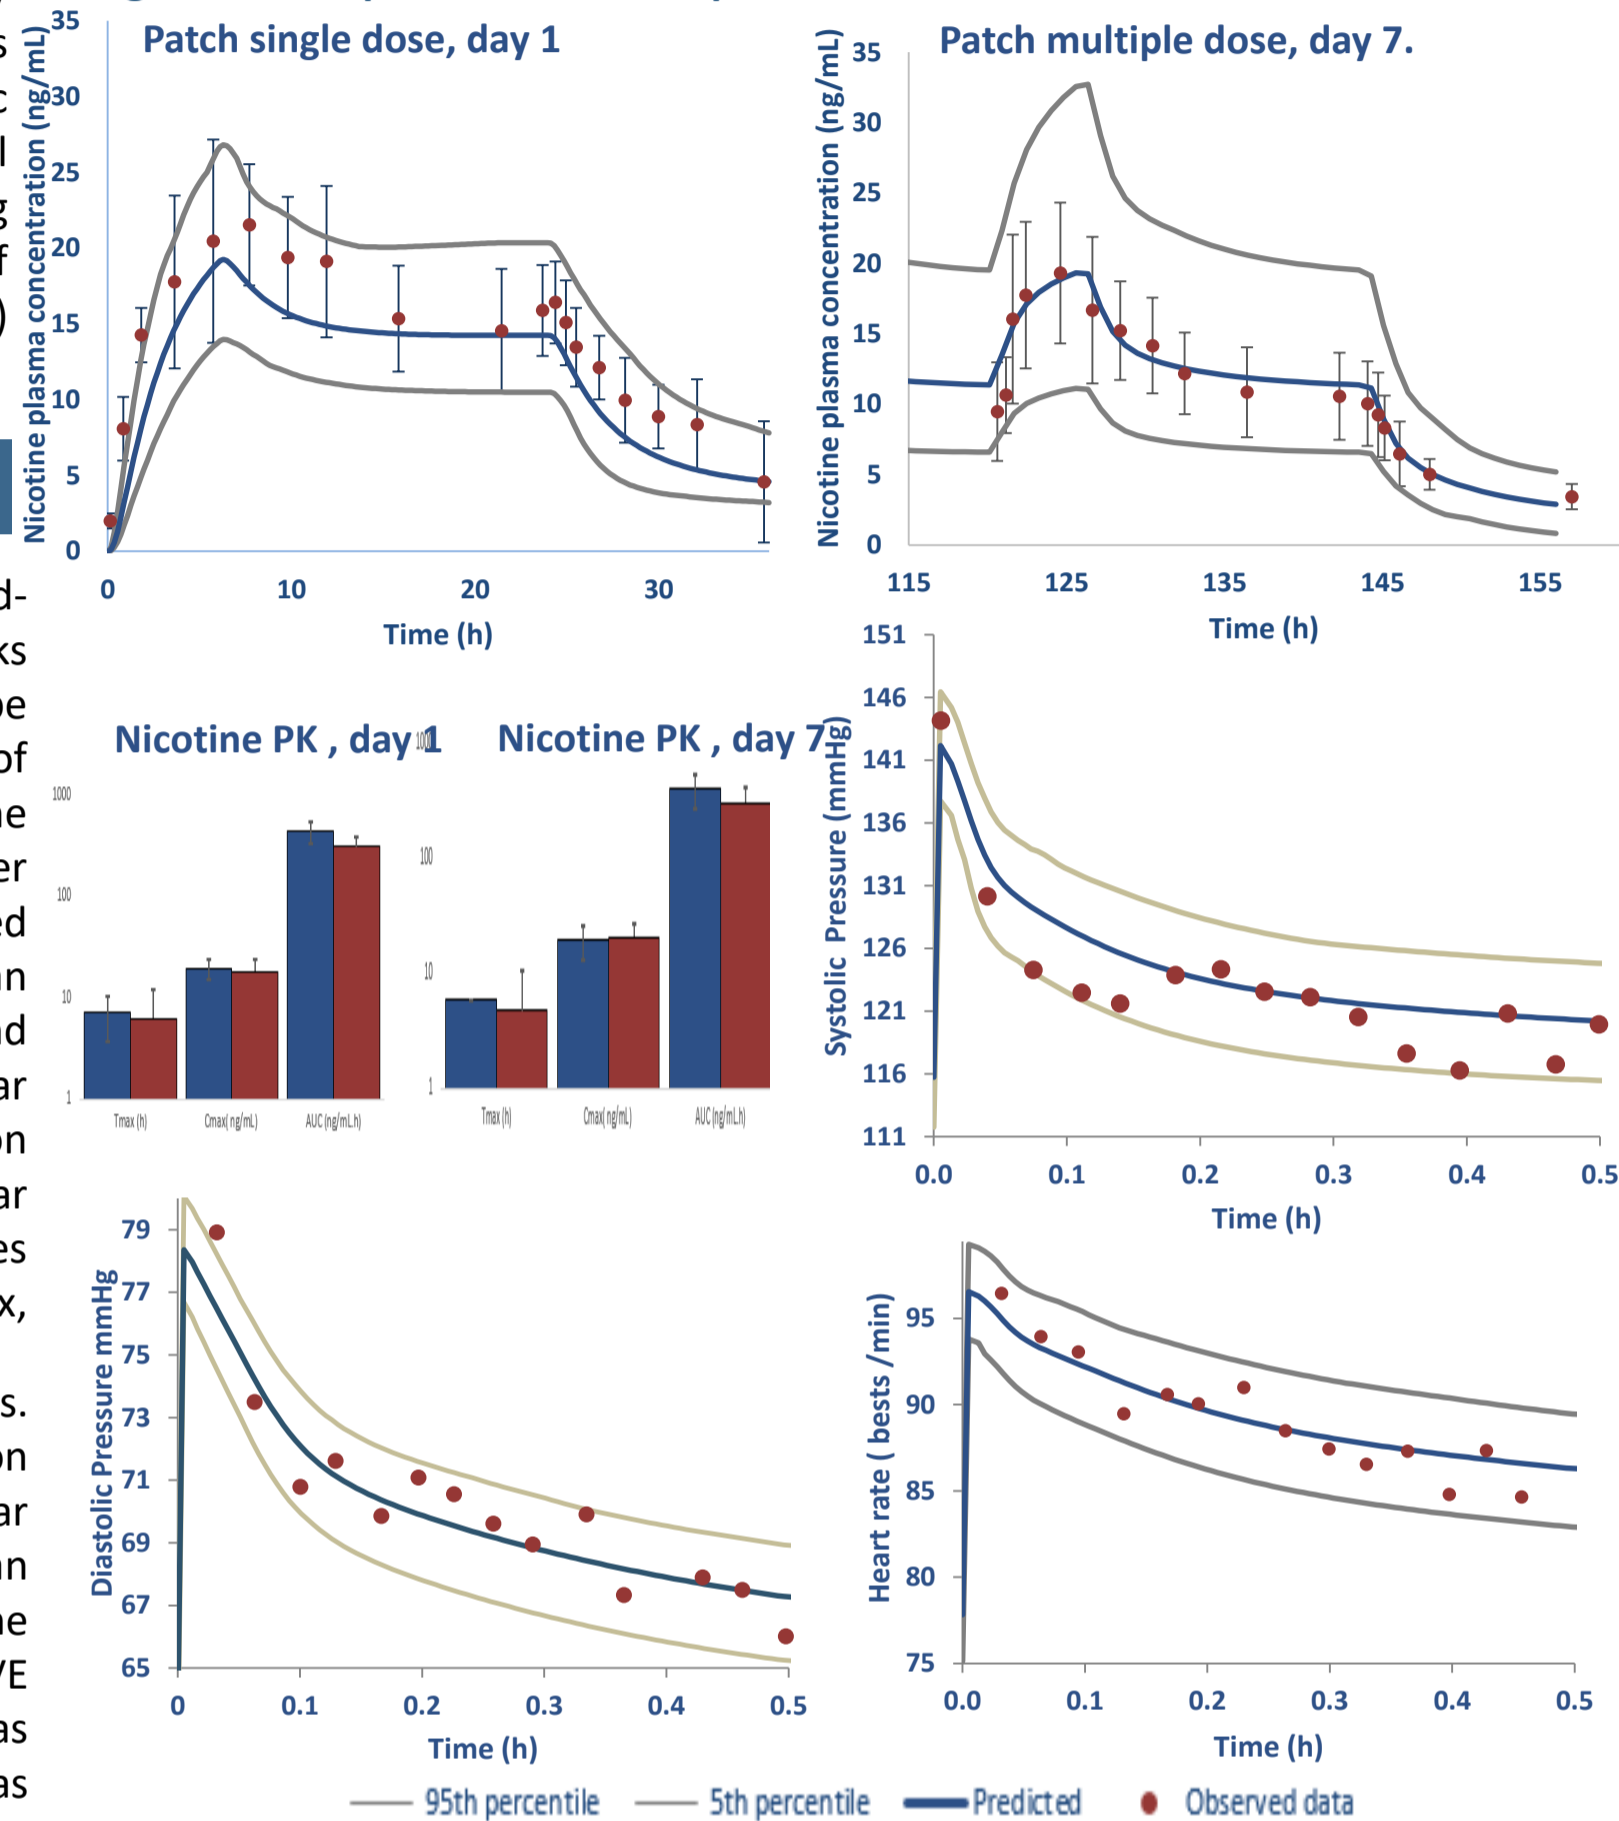 Patch single dose, day 1
Nicotine plasma concentration (ng/mL)
35
30
25
20
15
10
5
0
0 10 20 30
Time (h)
Patch multiple dose, day 7.
Nicotine plasma concentration (ng/mL)
35
30
25
20
15
10
5
0
115 125 135 145 155
Time (h)
Nicotine PK , day 1
1000
100
10
1
Tmax (h) Cmax( ng/mL) AUC (ng/mL.h)
Nicotine PK , day 7
100
10
1
Tmax (h) Cmax( ng/mL) AUC (ng/mL.h)
Systolic Pressure (mmHg)
151
146
141
136
131
126
121
116
111
0.0 0.1 0.2 0.3 0.4 0.5
Time (h)
Diastolic Pressure mmHg
79
77
75
73
71
69
67
65
0 0.1 0.2 0.3 0.4 0.5
Time (h)
Heart rate ( bests /min)
95
90
85
80
75
0.0 0.1 0.2 0.3 0.4 0.5
Time (h)
95th percentile 5th percentile Predicted Observed data